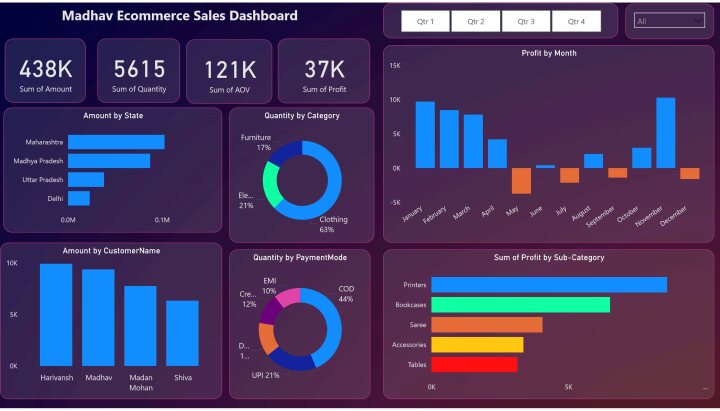 Madhav Ecommerce Sales Dashboard
Qtr 1
Qtr 2
Qtr 3
Qtr 4
All
438K
Sum of Amount
5615
Sum of Quantity
121K
Sum of AOV
37K
Sum of Profit
Amount by State
Maharashtra
Madhya Pradesh
Uttar Pradesh
Delhi
0.0M
0.1M
Quantity by Category
Furniture
17%
Ele...
21%
Clothing
63%
Profit by Month
15K
10K
5K
0K
-5K
January
February
March
April
May
June
July
August
September
October
November
December
Amount by CustomerName
10K
5K
0K
Harivansh
Madhav
Madan
Mohan
Shiva
Quantity by PaymentMode
EMI
10%
Cre...
12%
D...
1...
UPI 21%
COD
44%
Sum of Profit by Sub-Category
Printers
Bookcases
Saree
Accessories
Tables
0K
5K
...